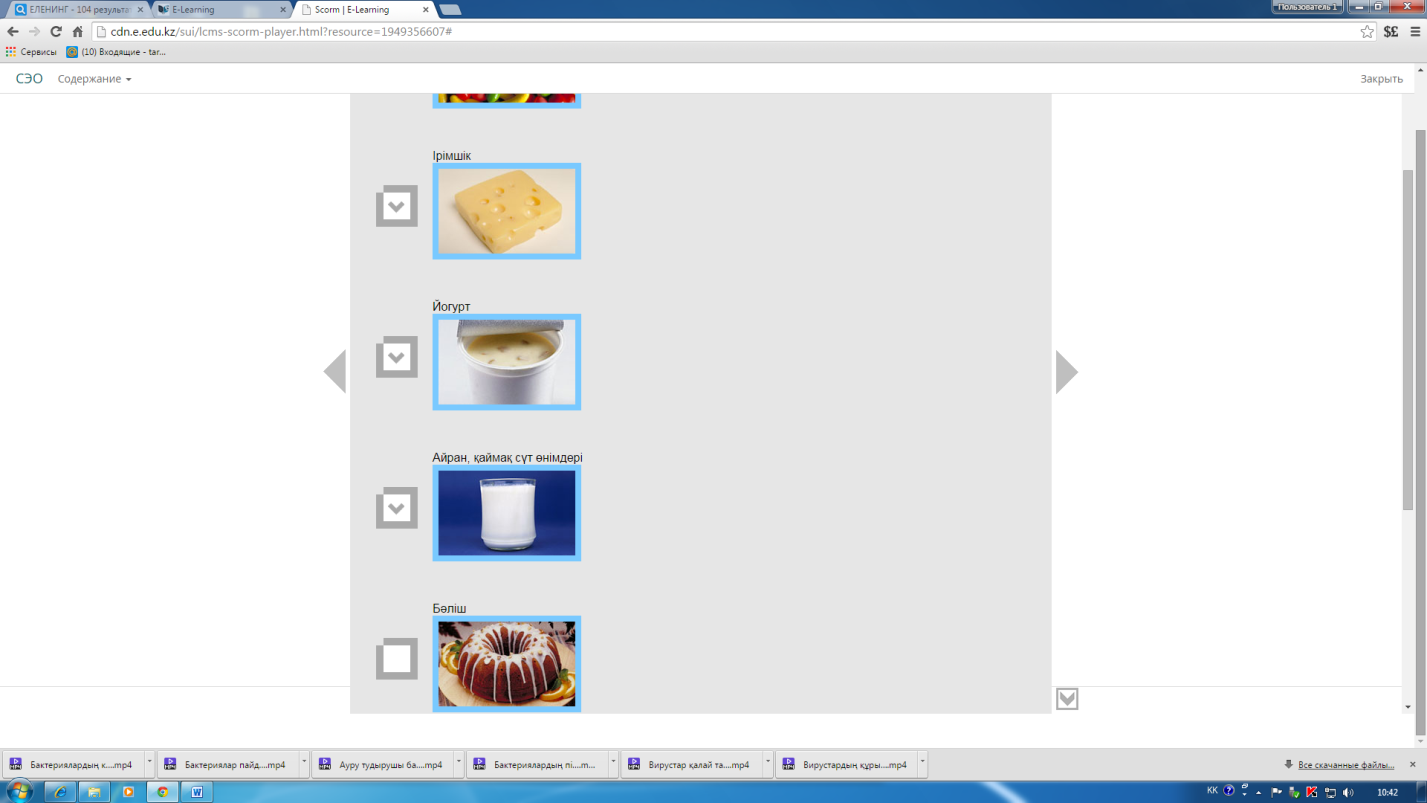 ЕЛЕНИНГ - 104 результа
E-Learning
Scorm | E-Learning
Пользователь 1
cdn.e.edu.kz/sui/lcms-scorm-player.html?resource=1949356607#
Сервисы
(10) Входящие - tar...
СЭО
Содержание
Закрыть
Ірімшік
Йогурт
Айран, қаймақ сүт өнімдері
Бәліш
Бактериялардың к....mp4
Бактериялар пайд....mp4
Ауру тудырушы ба....mp4
Бактериялардың пі....m...
Вирустар қалай та....mp4
Вирустардың құры....mp4
Все скачанные файлы...
KK
10:42